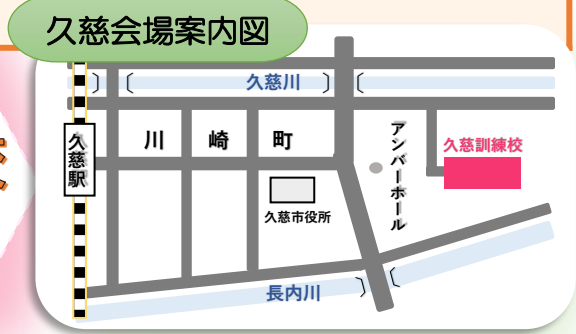 久慈会場案内図
久慈川
川崎町
久慈駅
アンバーホール
久慈訓練校
久慈市役所
長内川